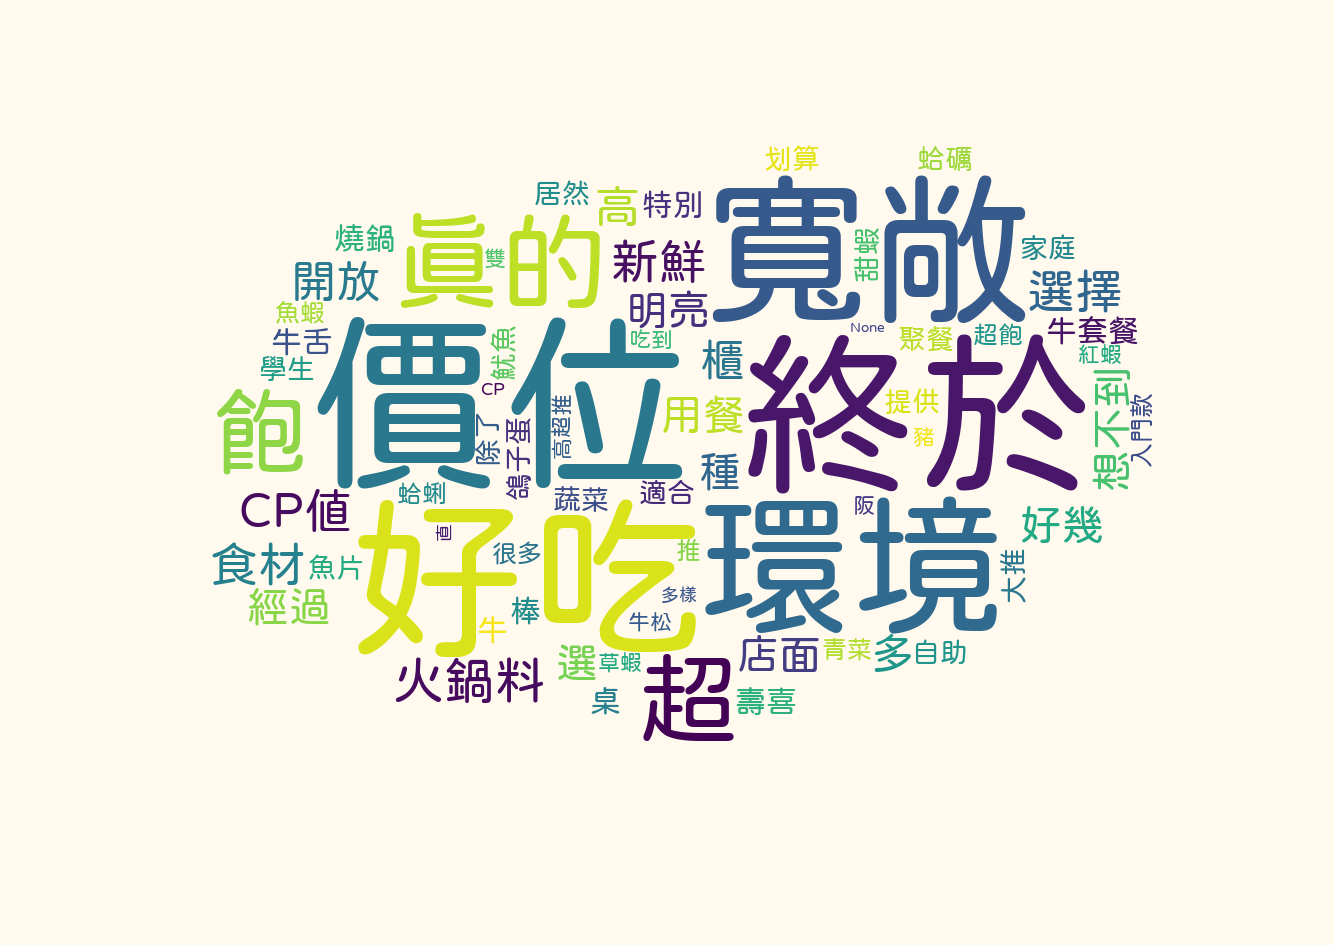 划算
蛤礪
居然
高
特別
寬敞
真的
雙
燒鍋
新鮮
甜蝦
家庭
開放
明亮
選擇
魚蝦
牛舌
價位
魷魚
吃到
None
聚餐
超飽
牛套餐
學生
櫃
終於
紅蝦
CP
飽
除了
鴿子蛋
高超推
用餐
提供
豬
想不到
入門款
種
CP値
蛤蜊
蔬菜
適合
阪
好幾
好吃
環境
直
食材
魚片
很多
推
大推
經過
棒
多樣
牛
牛松
火鍋料
選
草蝦
店面
青菜
多
自助
超
桌
壽喜